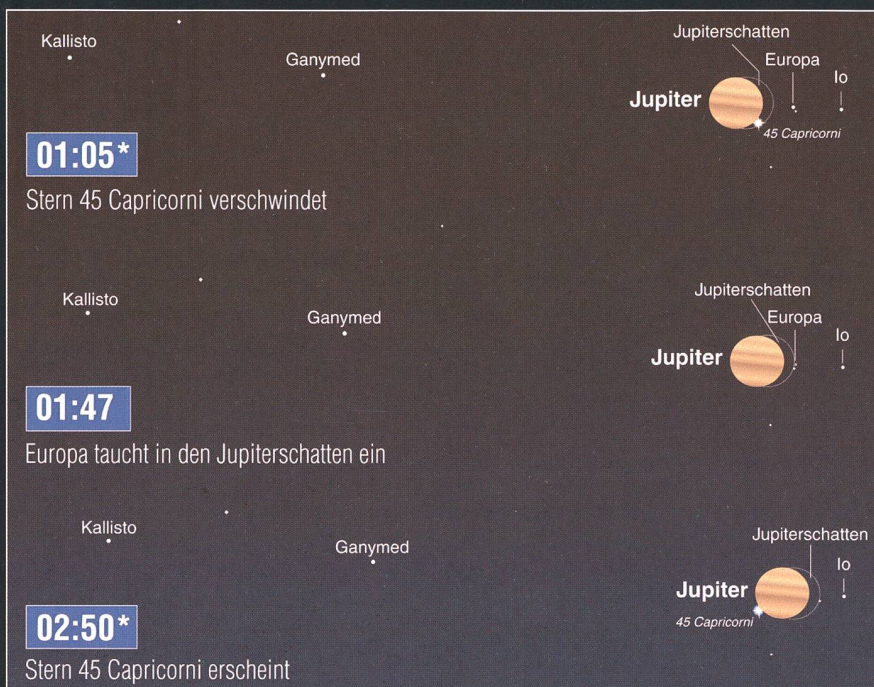 Kallisto
Ganymed
Jupiterschatten
Europa
Io
Jupiter
45 Capricorni
01:05*
Stern 45 Capricorni verschwindet
Kallisto
Ganymed
Jupiterschatten
Europa
Io
Jupiter
01:47
Europa taucht in den Jupiterschatten ein
Kallisto
Ganymed
Jupiterschatten
Io
Jupiter
45 Capricorni
02:50*
Stern 45 Capricorni erscheint